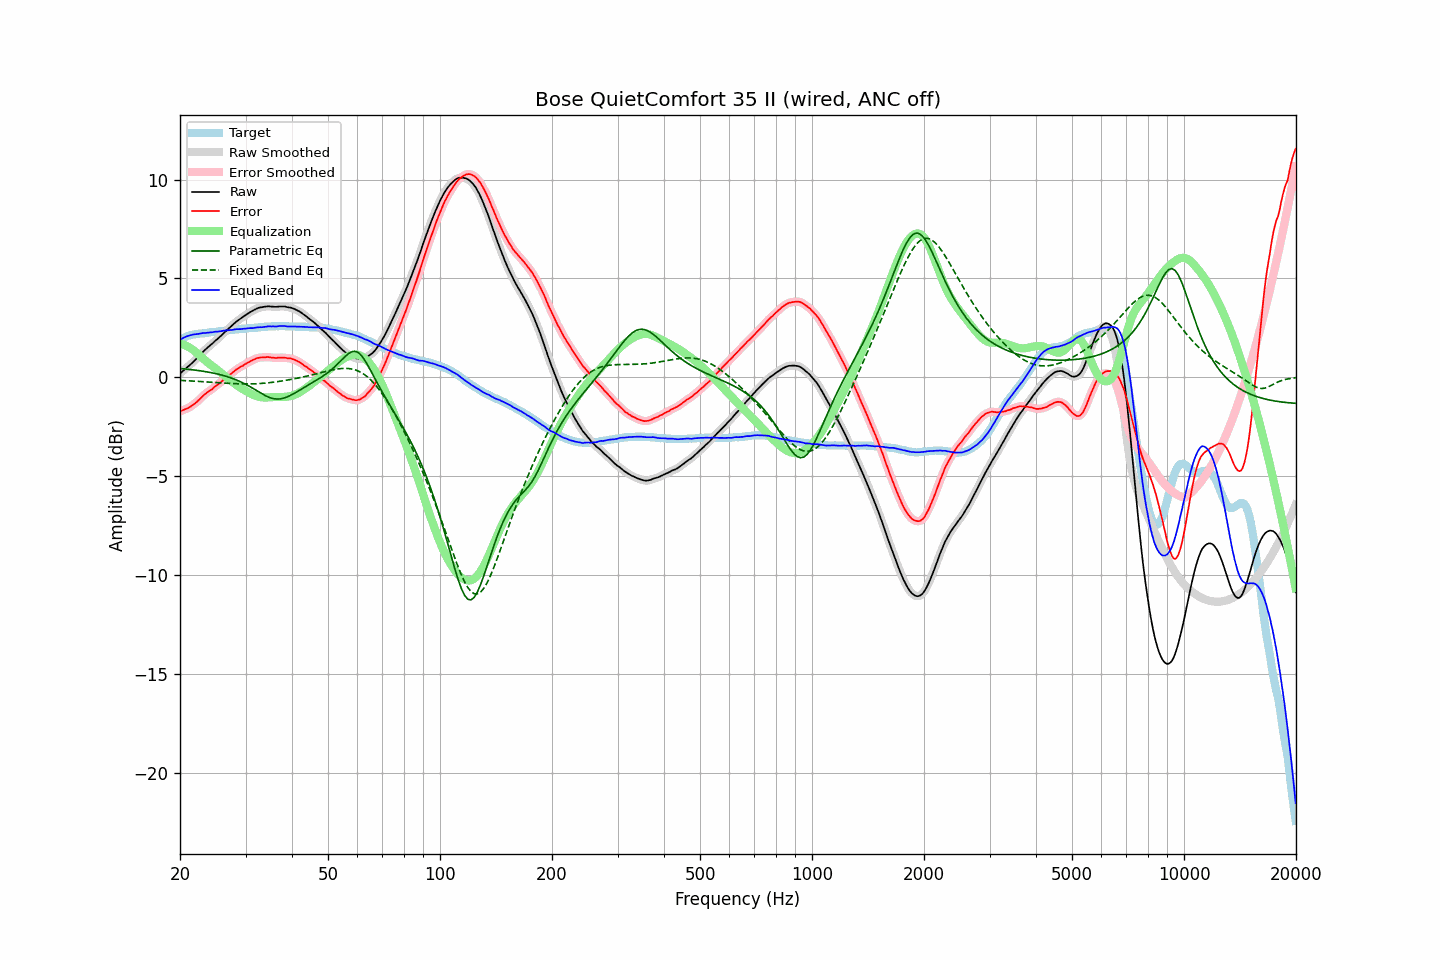 Bose QuietComfort 35 II (wired, ANC off)
Target
Raw Smoothed
Error Smoothed
Raw
Error
Equalization
Parametric Eq
Fixed Band Eq
Equalized
Amplitude (dBr)
10
5
0
−5
−10
−15
−20
20 50 100 200 500 1000 2000 5000 10000 20000
Frequency (Hz)